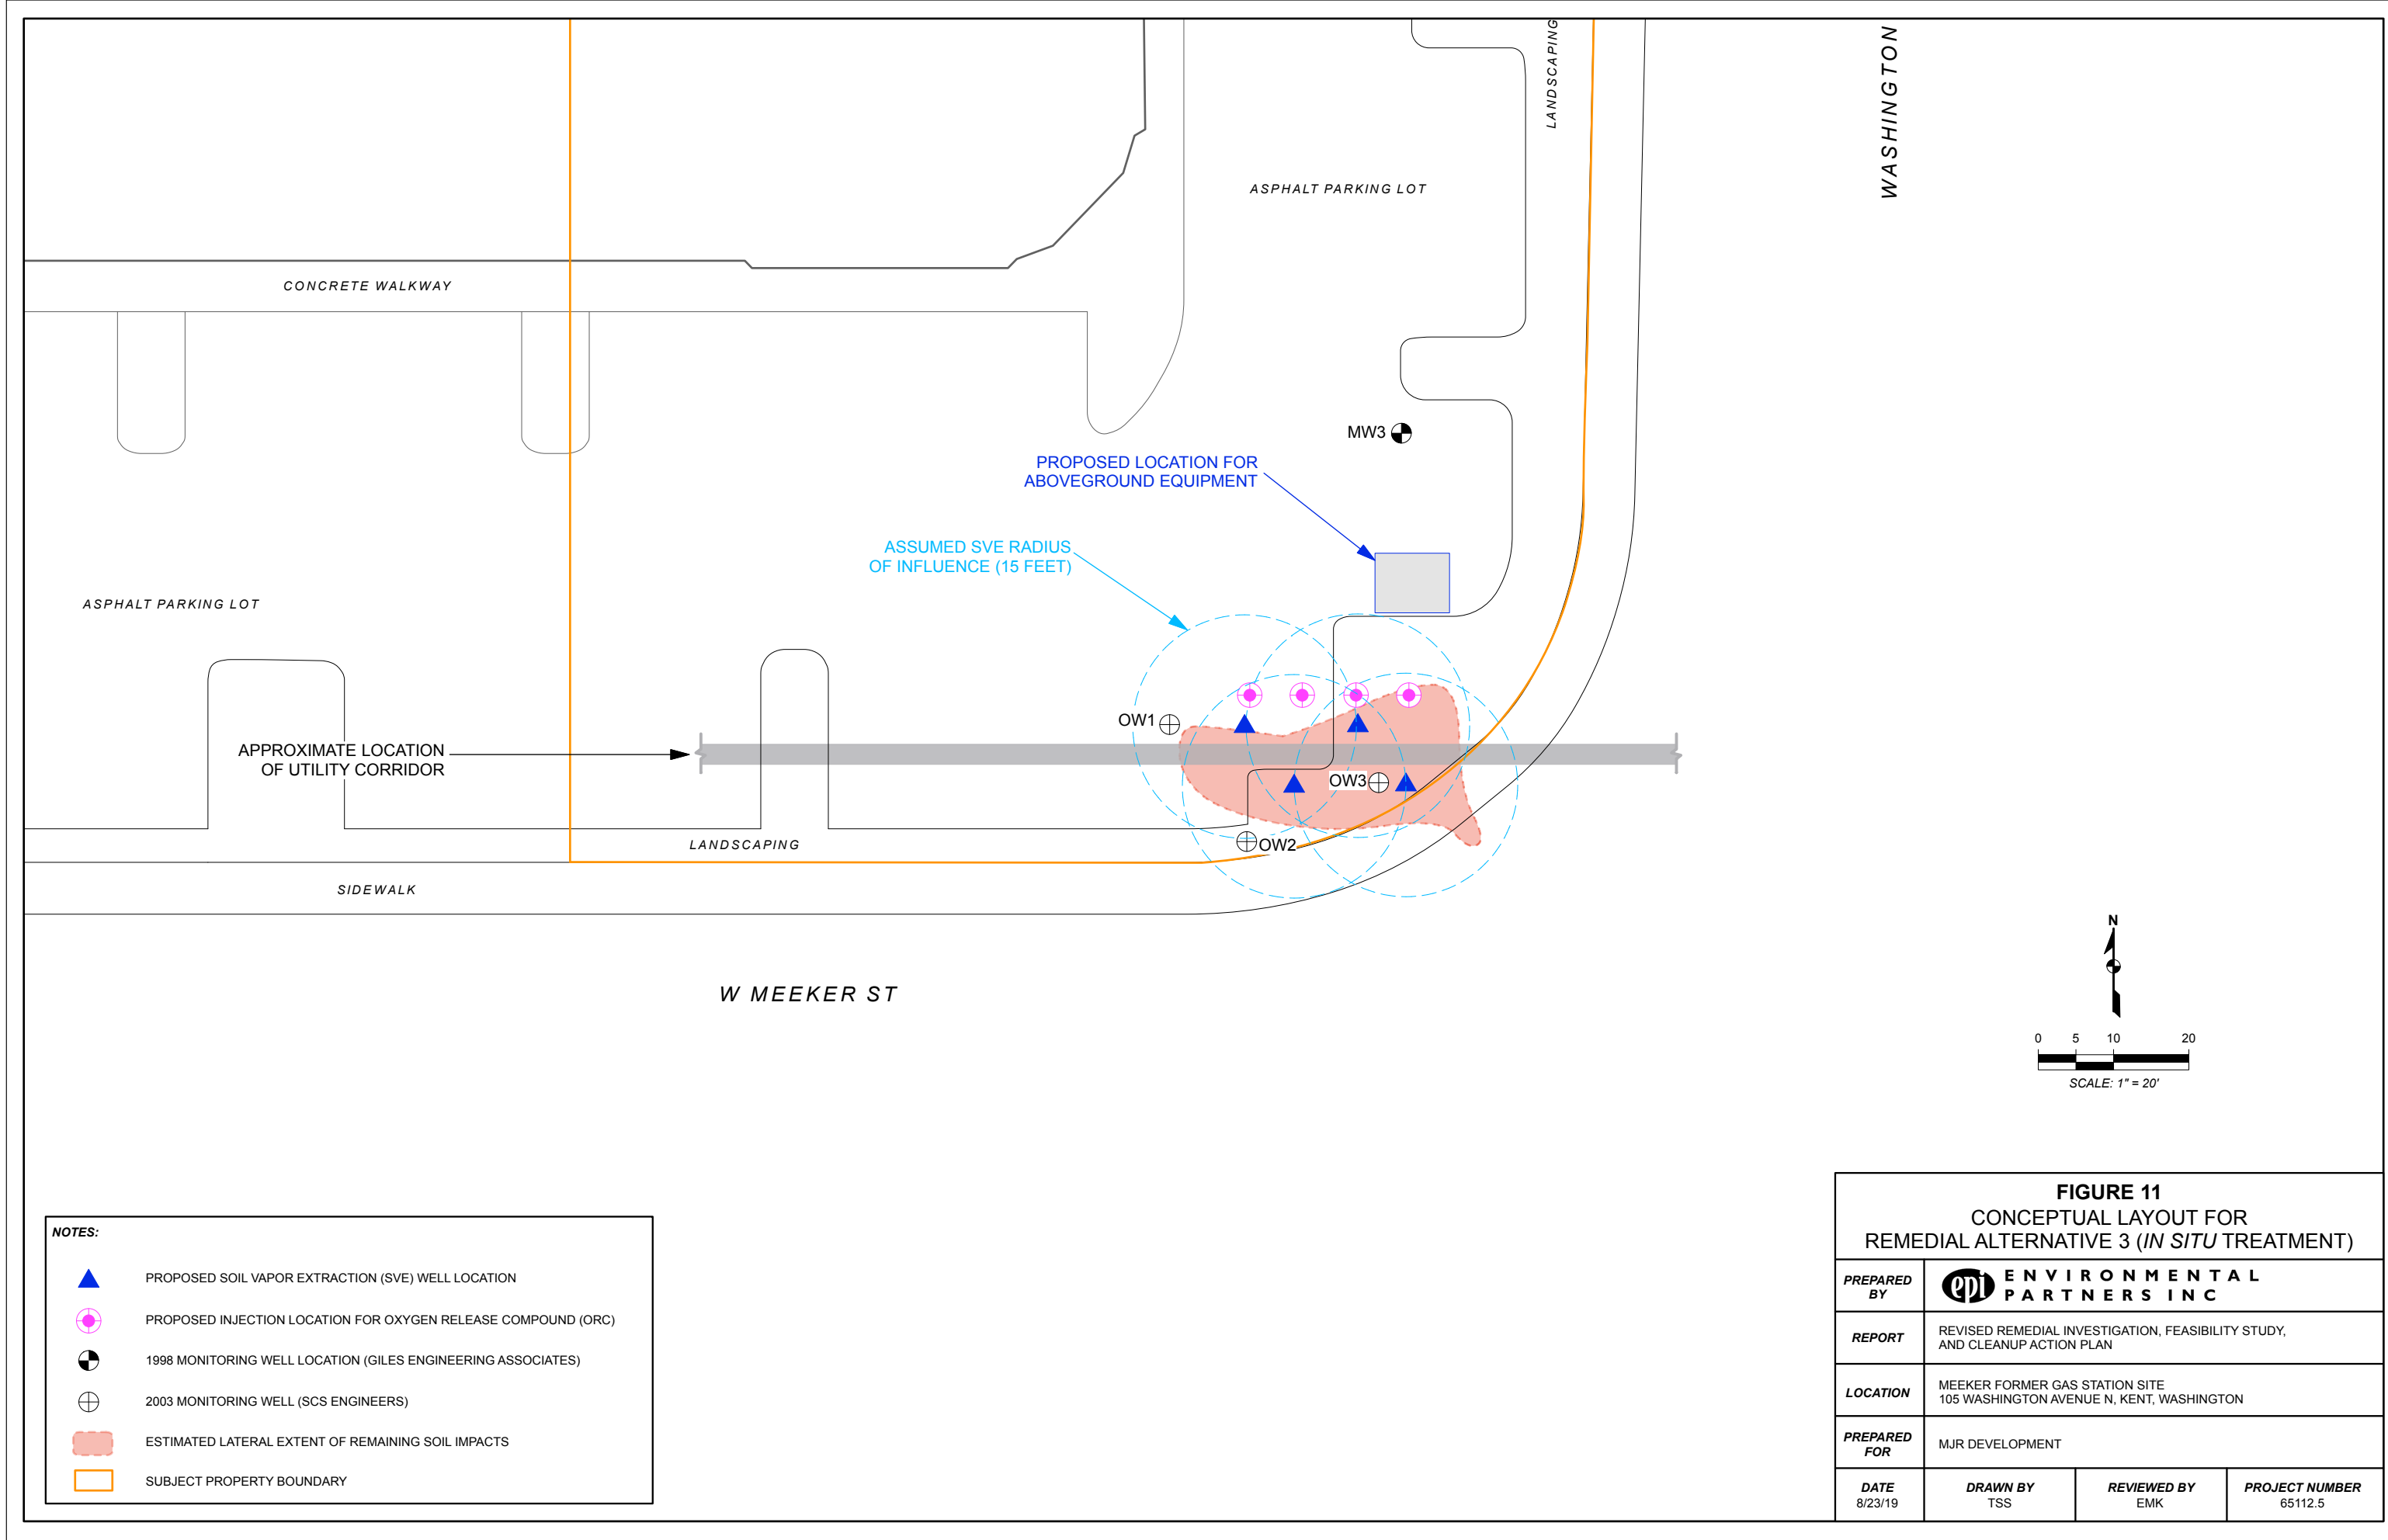 LANDSCAPING
WASHINGTON
ASPHALT PARKING LOT
CONCRETE WALKWAY
MW3
PROPOSED LOCATION FOR
ABOVEGROUND EQUIPMENT
ASSUMED SVE RADIUS
OF INFLUENCE (15 FEET)
ASPHALT PARKING LOT
OW1
APPROXIMATE LOCATION
OF UTILITY CORRIDOR
OW3
OW2
LANDSCAPING
SIDEWALK
W MEEKER ST
N
0 5 10 20
SCALE: 1" = 20'
NOTES:
PROPOSED SOIL VAPOR EXTRACTION (SVE) WELL LOCATION
PROPOSED INJECTION LOCATION FOR OXYGEN RELEASE COMPOUND (ORC)
1998 MONITORING WELL LOCATION (GILES ENGINEERING ASSOCIATES)
2003 MONITORING WELL (SCS ENGINEERS)
ESTIMATED LATERAL EXTENT OF REMAINING SOIL IMPACTS
SUBJECT PROPERTY BOUNDARY
FIGURE 11
CONCEPTUAL LAYOUT FOR
REMEDIAL ALTERNATIVE 3 (IN SITU TREATMENT)
PREPARED
BY
epi
ENVIRONMENTAL
PARTNERS INC
REPORT
REVISED REMEDIAL INVESTIGATION, FEASIBILITY STUDY,
AND CLEANUP ACTION PLAN
LOCATION
MEEKER FORMER GAS STATION SITE
105 WASHINGTON AVENUE N, KENT, WASHINGTON
PREPARED
FOR
MJR DEVELOPMENT
DATE
8/23/19
DRAWN BY
TSS
REVIEWED BY
EMK
PROJECT NUMBER
65112.5